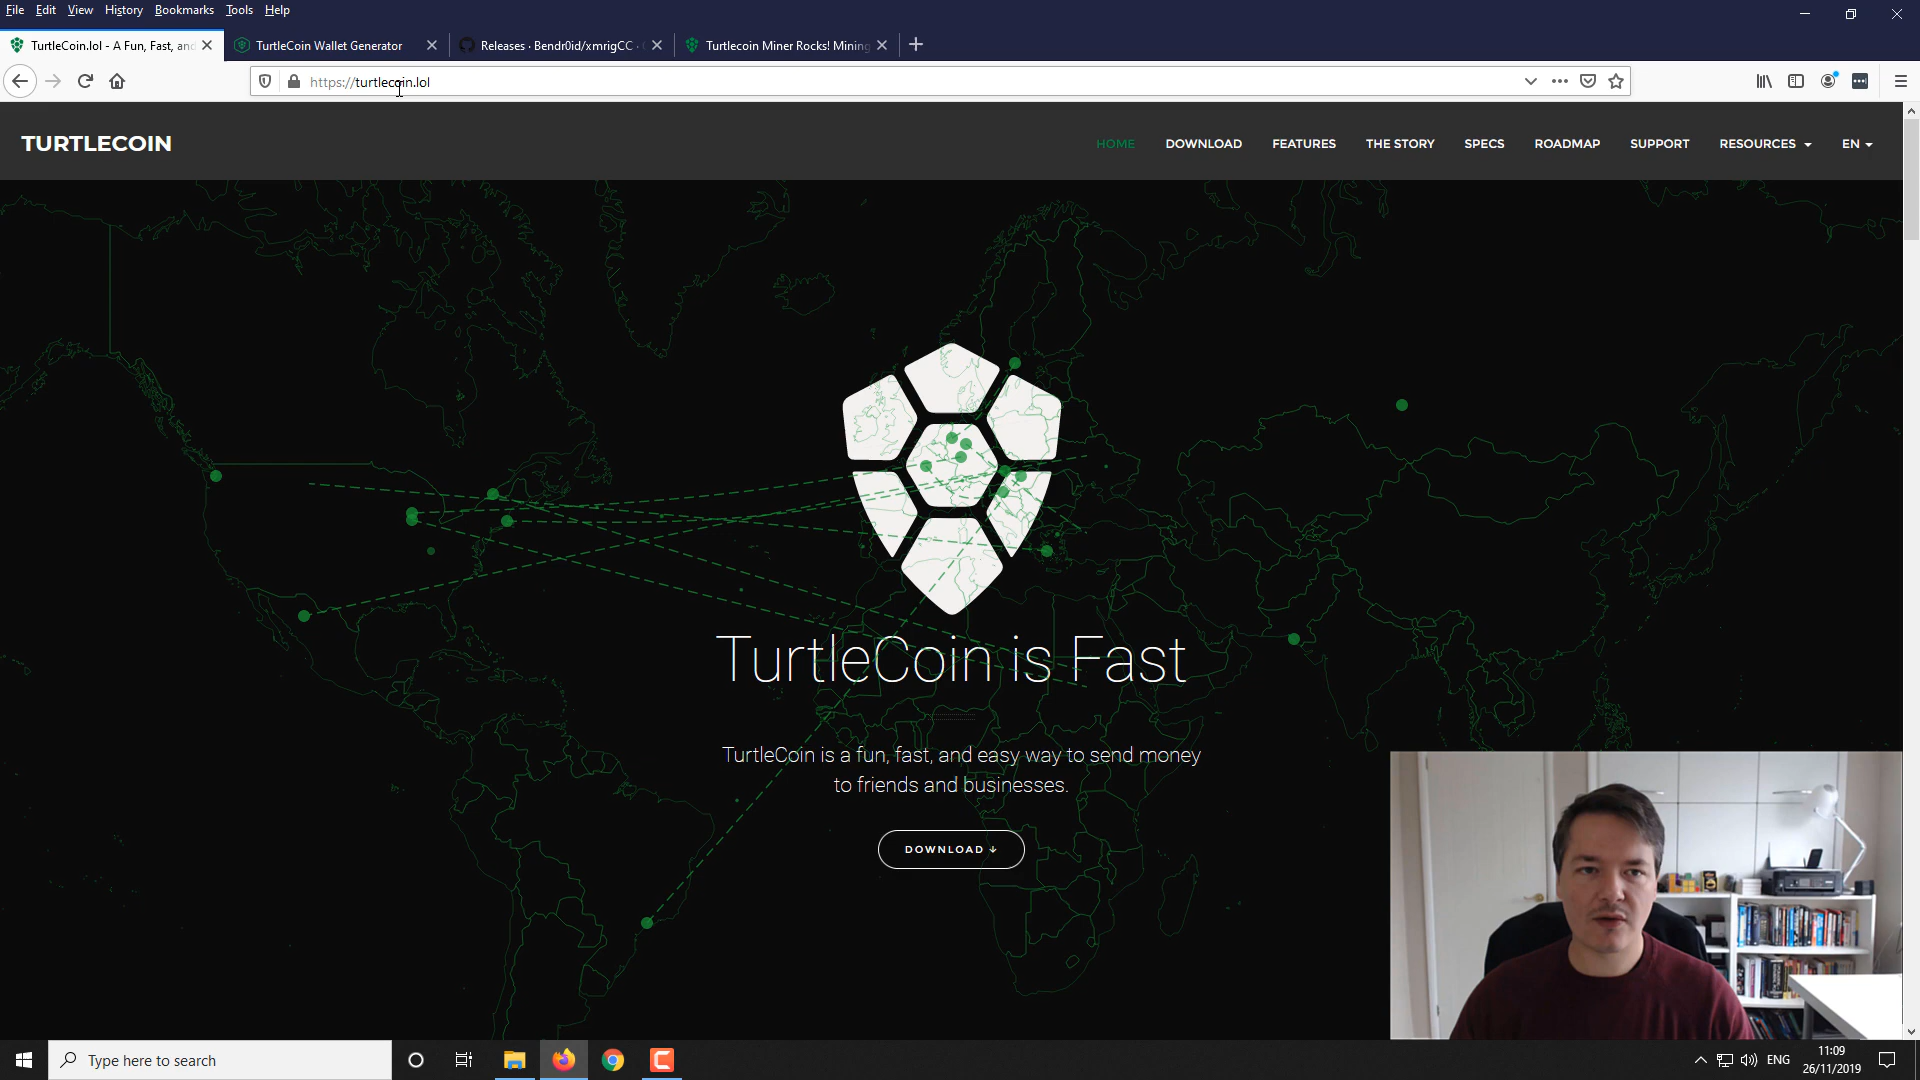 File Edit View History Bookmarks Tools Help
TurtleCoin.lol - A Fun, Fast, and
TurtleCoin Wallet Generator
Releases · Bendr0id/xmrigCC ·
Turtlecoin Miner Rocks! Mining
https://turtlecoin.lol
TURTLECOIN
HOME DOWNLOAD FEATURES THE STORY SPECS ROADMAP SUPPORT RESOURCES EN
TurtleCoin is Fast
TurtleCoin is a fun, fast, and easy way to send money
to friends and businesses.
DOWNLOAD ↓
Type here to search
ENG
11:09
26/11/2019